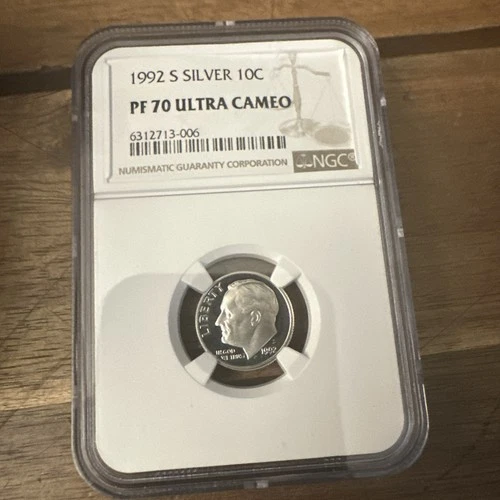 1992 S SILVER 10C
PF 70 ULTRA CAMEO
6312713-006
NUMISMATIC GUARANTY CORPORATION
NGC®
LIBERTY
IN GOD
WE TRUST
1992